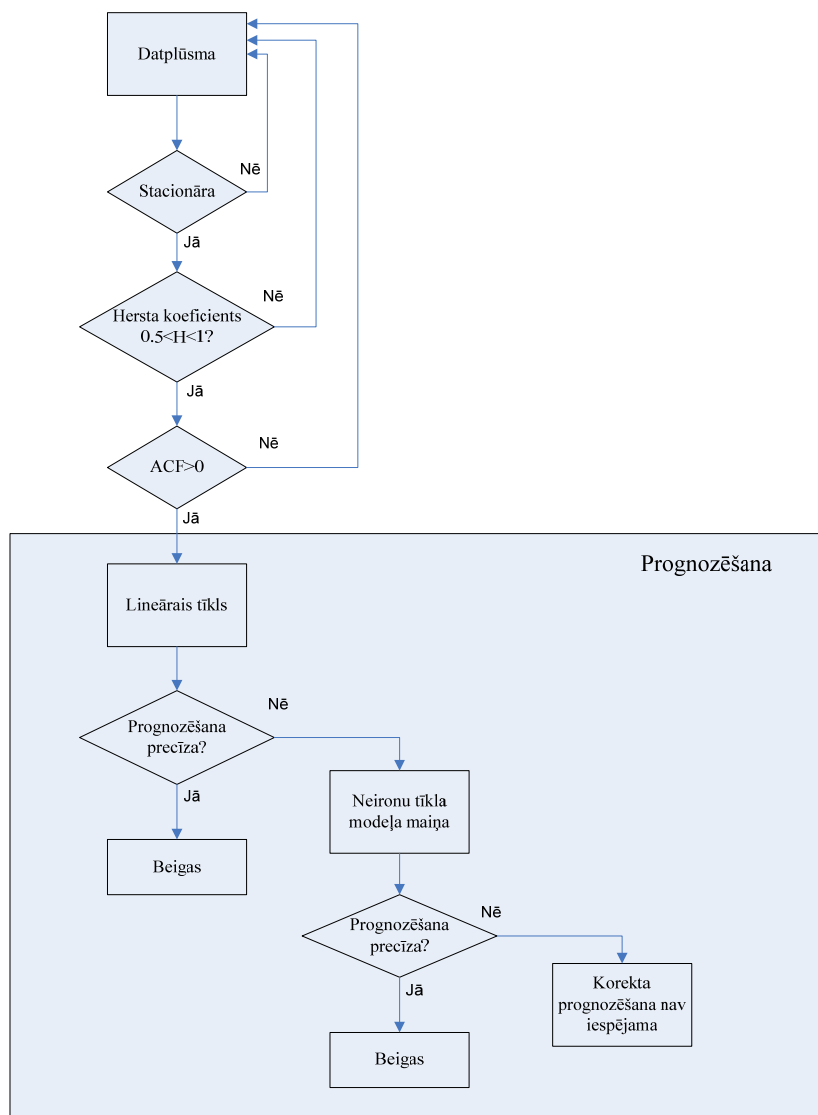 Datplūsma
Nē
Stacionāra
Jā
Nē
Hersta koeficients
0.5<H<1?
Jā
Nē
ACF>0
Jā
Prognozēšana
Lineārais tīkls
Nē
Prognozēšana
precīza?
Jā
Neironu tīkla
modeļa maiņa
Beigas
Nē
Prognozēšana
precīza?
Jā
Korekta
prognozēšana nav
iespējama
Beigas